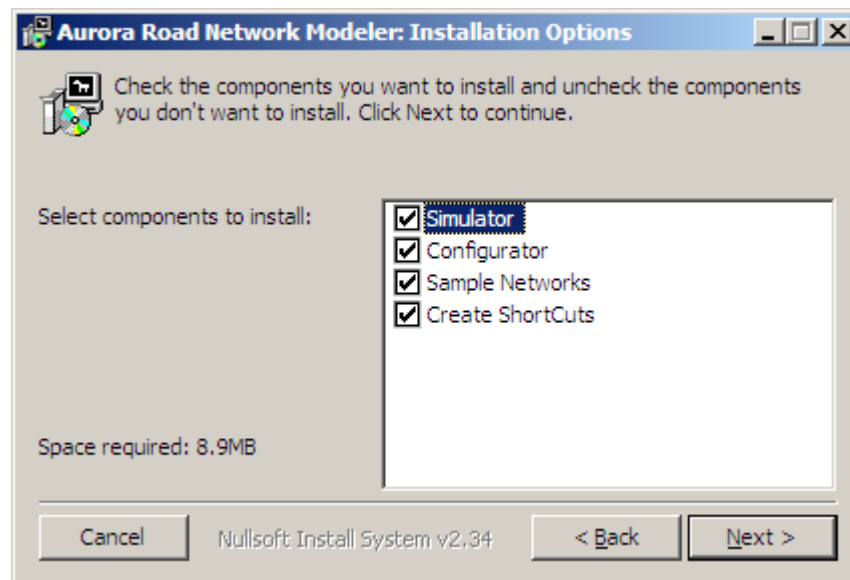 Aurora Road Network Modeler: Installation Options
Check the components you want to install and uncheck the components
you don't want to install. Click Next to continue.
Select components to install:
Simulator
Configurator
Sample Networks
Create ShortCuts
Space required: 8.9MB
Cancel
Nullsoft Install System v2.34
< Back
Next >